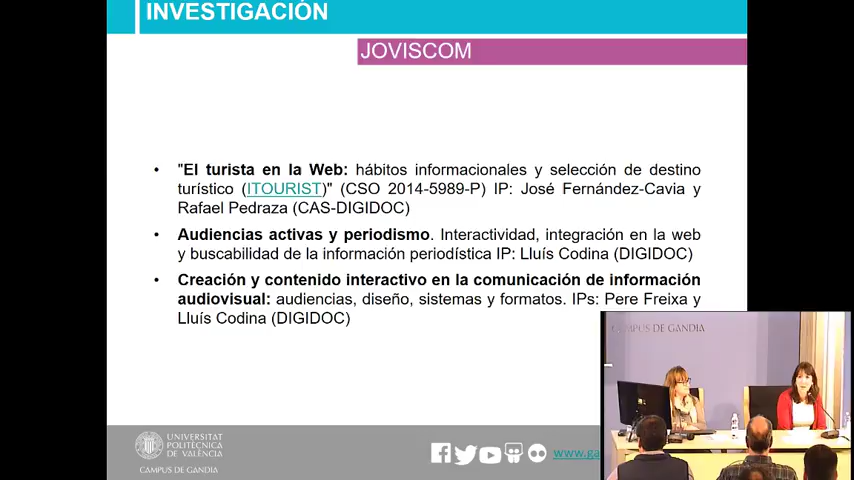 INVESTIGACIÓN
JOVISCOM
• "El turista en la Web: hábitos informacionales y selección de destino
turístico (ITOURIST)" (CSO 2014-5989-P) IP: José Fernández-Cavia y
Rafael Pedraza (CAS-DIGIDOC)
• Audiencias activas y periodismo. Interactividad, integración en la web
y buscabilidad de la información periodística IP: Lluís Codina (DIGIDOC)
• Creación y contenido interactivo en la comunicación de información
audiovisual: audiencias, diseño, sistemas y formatos. IPs: Pere Freixa y
Lluís Codina (DIGIDOC)
CAMPUS DE GANDIA
UNIVERSITAT
POLITÈCNICA
DE VALÈNCIA
CAMPUS DE GANDIA
www.ga